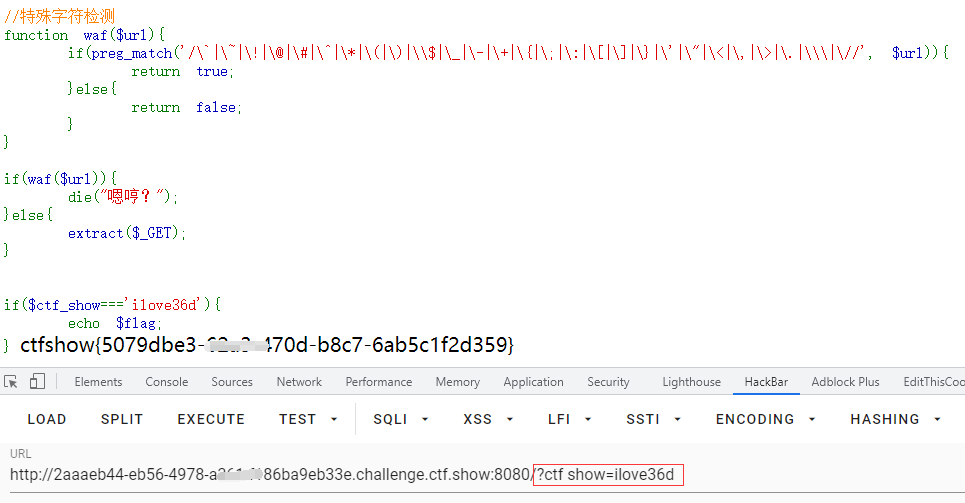 //特殊字符检测
function waf($url){
if(preg_match('/\`|\~|\!|\@|\#|\^|\*|\(|\)|\\$|\_|\-|\+|\{|\;|\:|\[|\]|\}|\'|\"|\<|\,|\>|\.|\\\|\//', $url)){
return true;
}else{
return false;
}
}
if(waf($url)){
die("嗯哼？");
}else{
extract($_GET);
}
if($ctf_show==='ilove36d'){
echo $flag;
} ctfshow{5079dbe3- 470d-b8c7-6ab5c1f2d359}
Elements Console Sources Network Performance Memory Application Security Lighthouse HackBar Adblock Plus EditThisCoo
LOAD SPLIT EXECUTE TEST SQLI XSS LFI SSTI ENCODING HASHING
URL
http://2aaaeb44-eb56-4978-a 186ba9eb33e.challenge.ctf.show:8080/?ctf show=ilove36d